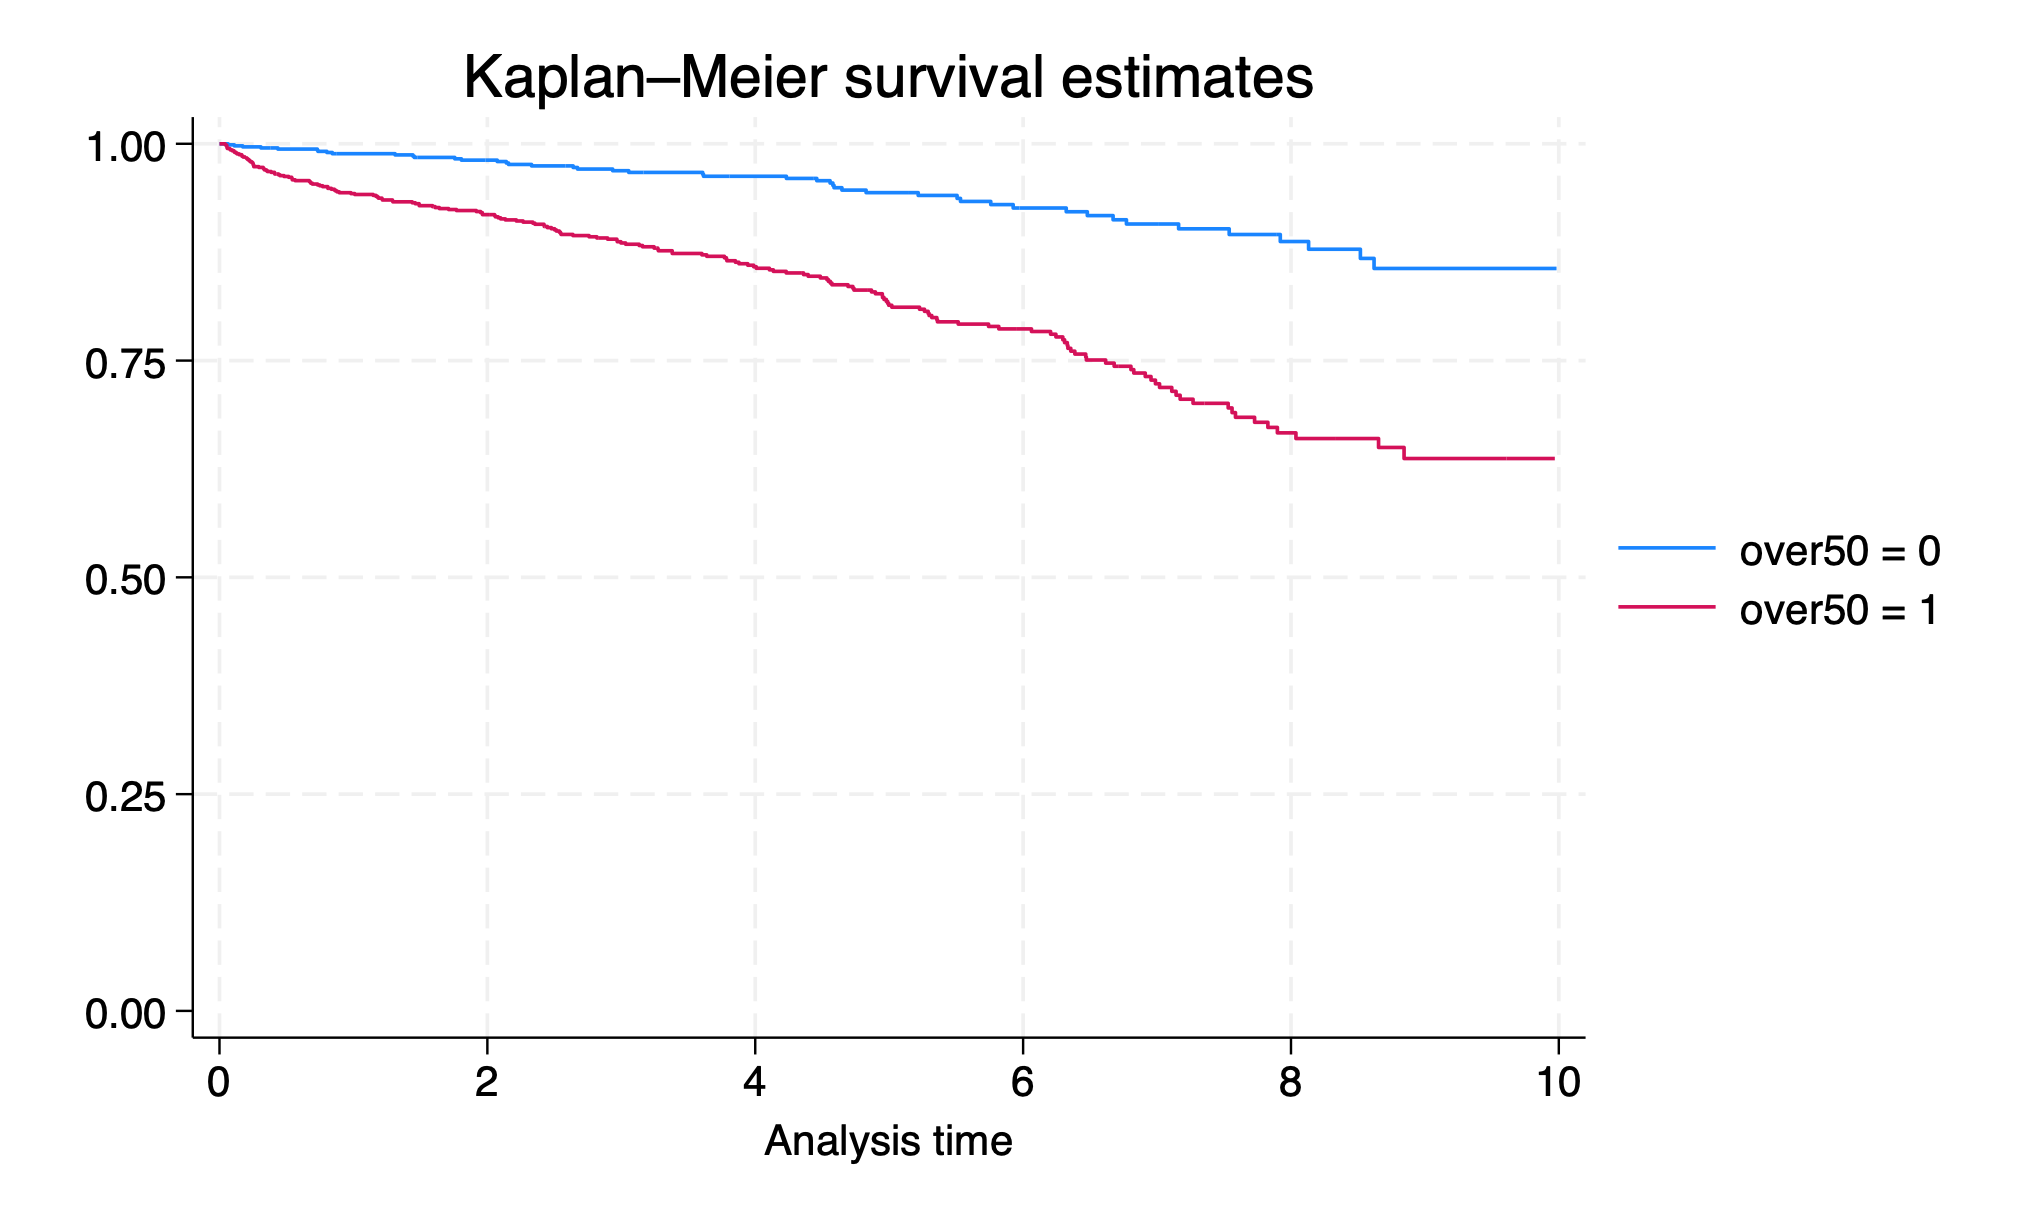 Kaplan–Meier survival estimates
1.00
0.75
0.50
0.25
0.00
0 2 4 6 8 10
Analysis time
over50 = 0
over50 = 1